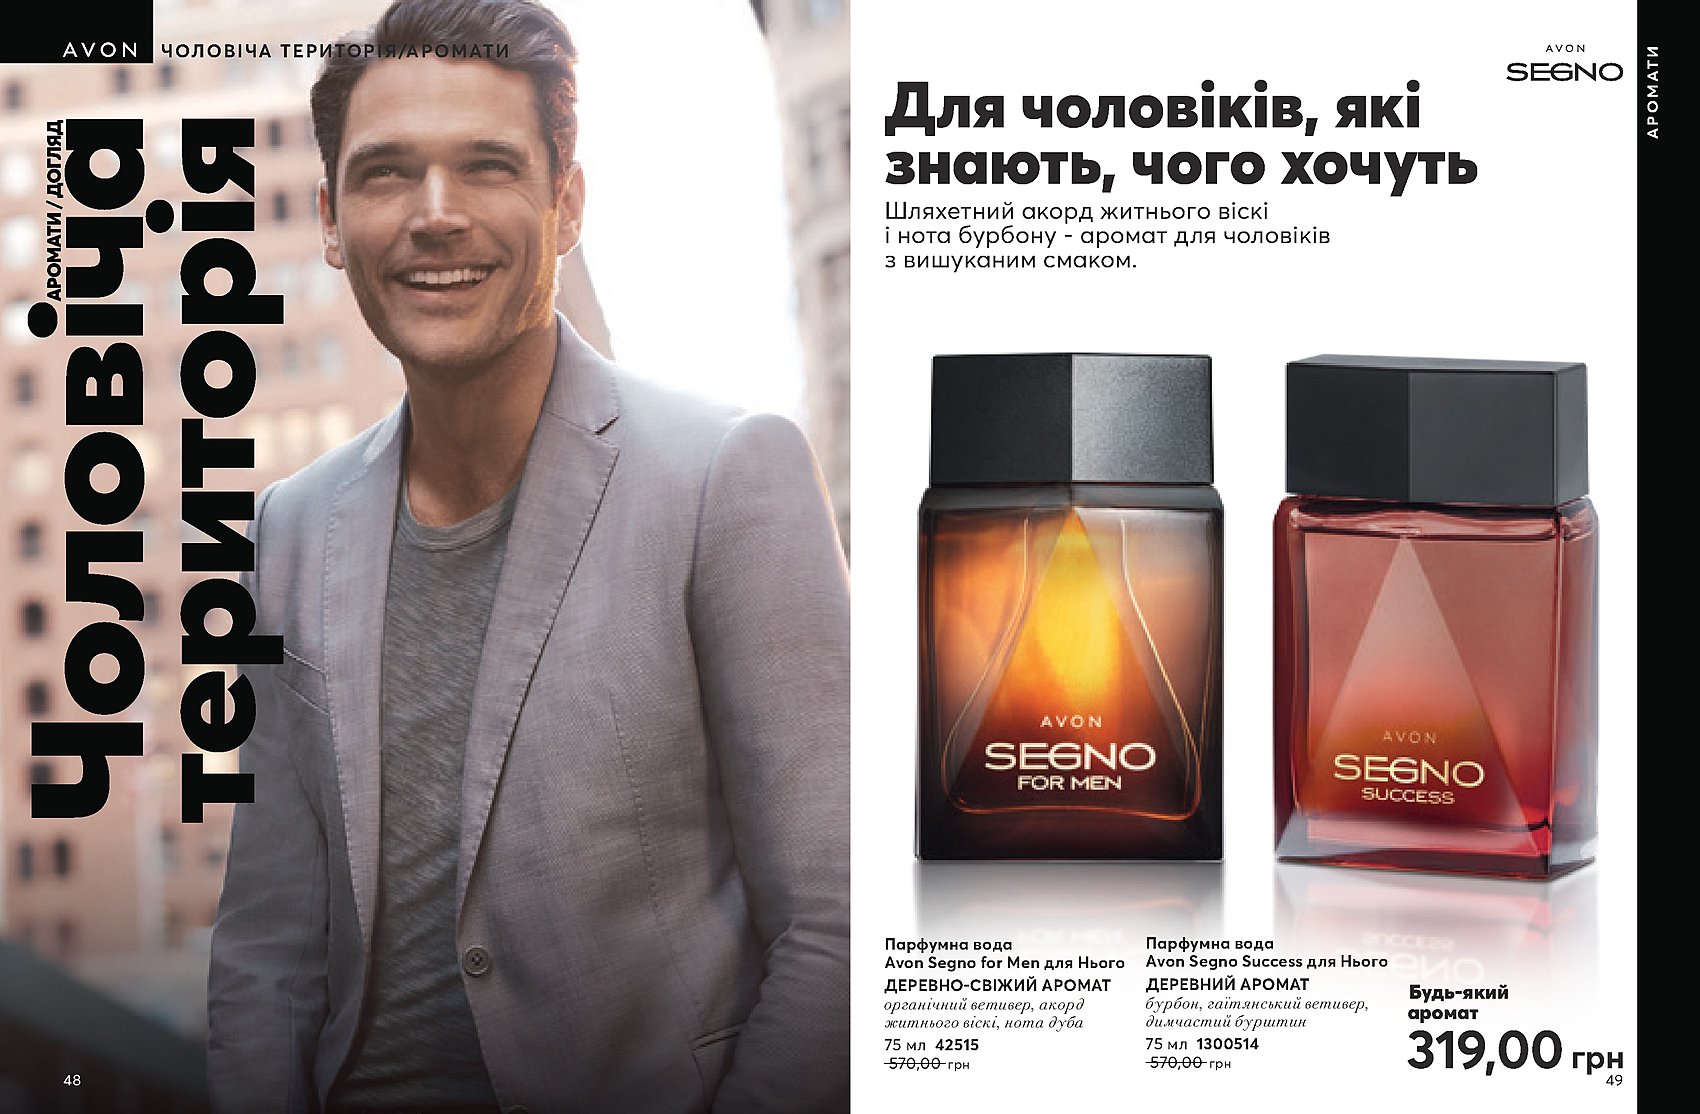 AVON ЧОЛОВІЧА ТЕРИТОРІЯ/АРОМАТИ
АРОМАТИ / ДОГЛЯД
Чоловіча
територія
48
AVON
SEGNO
АРОМАТИ
Для чоловіків, які
знають, чого хочуть
Шляхетний акорд житнього віскі
і нота бурбону - аромат для чоловіків
з вишуканим смаком.
AVON
SEGNO
FOR MEN
AVON
SEGNO
SUCCESS
Парфумна вода
Avon Segno for Men для Нього
ДЕРЕВНО-СВІЖИЙ АРОМАТ
органічний ветивер, акорд
житнього віскі, нота дуба
75 мл 42515
570,00 грн
Парфумна вода
Avon Segno Success для Нього
ДЕРЕВНИЙ АРОМАТ
бурбон, гаїтянський ветивер,
димчастий бурштин
75 мл 1300514
570,00 грн
Будь-який
аромат
319,00 грн
49